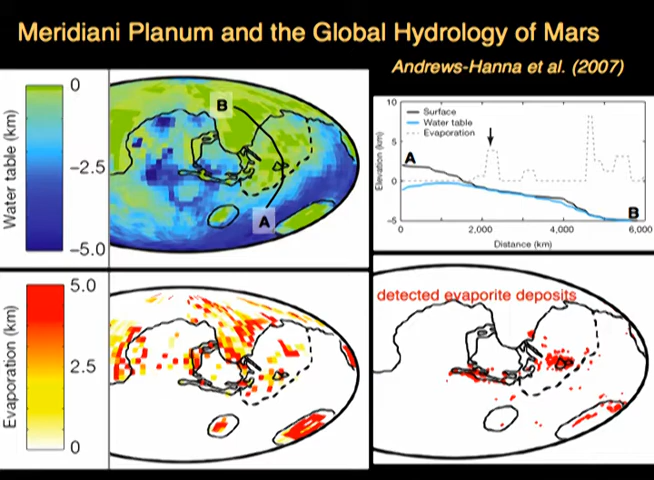 Meridiani Planum and the Global Hydrology of Mars
Andrews-Hanna et al. (2007)
Water table (km)
0
−2.5
−5.0
B
A
Elevation (km)
10
5
0
−5
Surface
Water table
Evaporation
A
B
0
2,000
4,000
6,000
Distance (km)
Evaporation (km)
5.0
2.5
0
detected evaporite deposits